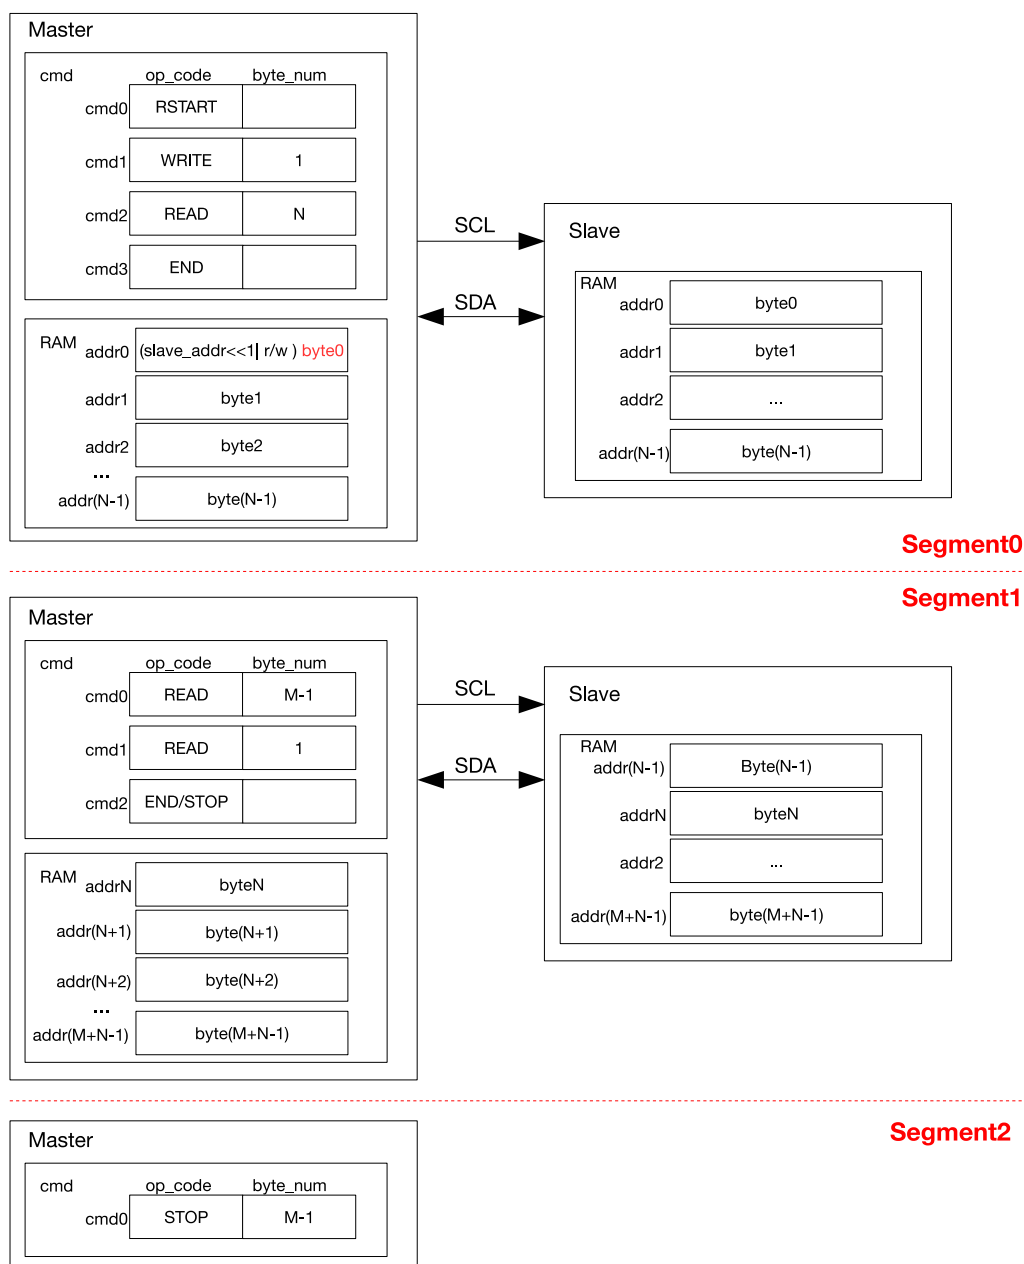 Master
cmd op_code byte_num
cmd0 RSTART
cmd1 WRITE 1
cmd2 READ N
cmd3 END
RAM addr0 (slave_addr<<1| r/w ) byte0
addr1 byte1
addr2 byte2
...
addr(N-1) byte(N-1)
SCL
SDA
Slave
RAM
addr0 byte0
addr1 byte1
addr2 ...
addr(N-1) byte(N-1)
Segment0
Segment1
Master
cmd op_code byte_num
cmd0 READ M-1
cmd1 READ 1
cmd2 END/STOP
RAM addrN byteN
addr(N+1) byte(N+1)
addr(N+2) byte(N+2)
...
addr(M+N-1) byte(M+N-1)
SCL
SDA
Slave
RAM
addr(N-1) Byte(N-1)
addrN byteN
addr2 ...
addr(M+N-1) byte(M+N-1)
Segment2
Master
cmd op_code byte_num
cmd0 STOP M-1